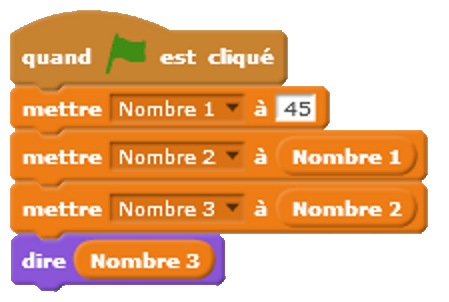 quand est cliqué
mettre Nombre 1 à 45
mettre Nombre 2 à Nombre 1
mettre Nombre 3 à Nombre 2
dire Nombre 3